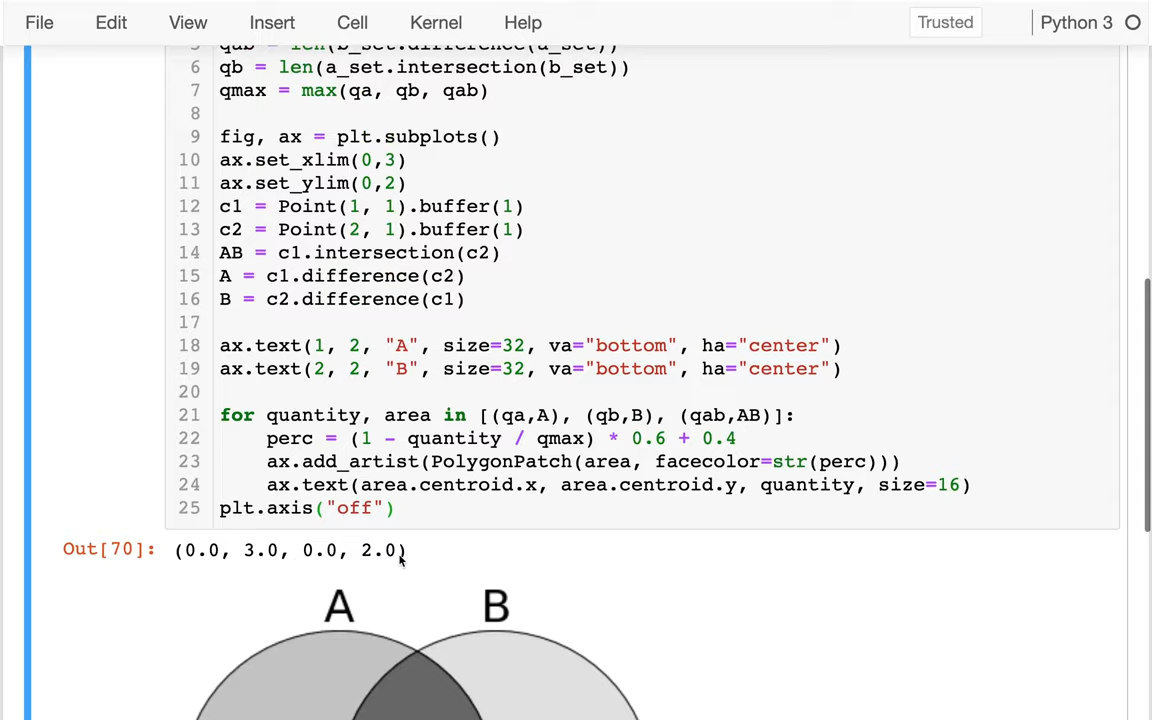 File Edit View Insert Cell Kernel Help Trusted Python 3
5 qab = len(b_set.difference(a_set))
6 qb = len(a_set.intersection(b_set))
7 qmax = max(qa, qb, qab)
8
9 fig, ax = plt.subplots()
10 ax.set_xlim(0,3)
11 ax.set_ylim(0,2)
12 c1 = Point(1, 1).buffer(1)
13 c2 = Point(2, 1).buffer(1)
14 AB = c1.intersection(c2)
15 A = c1.difference(c2)
16 B = c2.difference(c1)
17
18 ax.text(1, 2, "A", size=32, va="bottom", ha="center")
19 ax.text(2, 2, "B", size=32, va="bottom", ha="center")
20
21 for quantity, area in [(qa,A), (qb,B), (qab,AB)]:
22 perc = (1 - quantity / qmax) * 0.6 + 0.4
23 ax.add_artist(PolygonPatch(area, facecolor=str(perc)))
24 ax.text(area.centroid.x, area.centroid.y, quantity, size=16)
25 plt.axis("off")
Out[70]: (0.0, 3.0, 0.0, 2.0)
A B